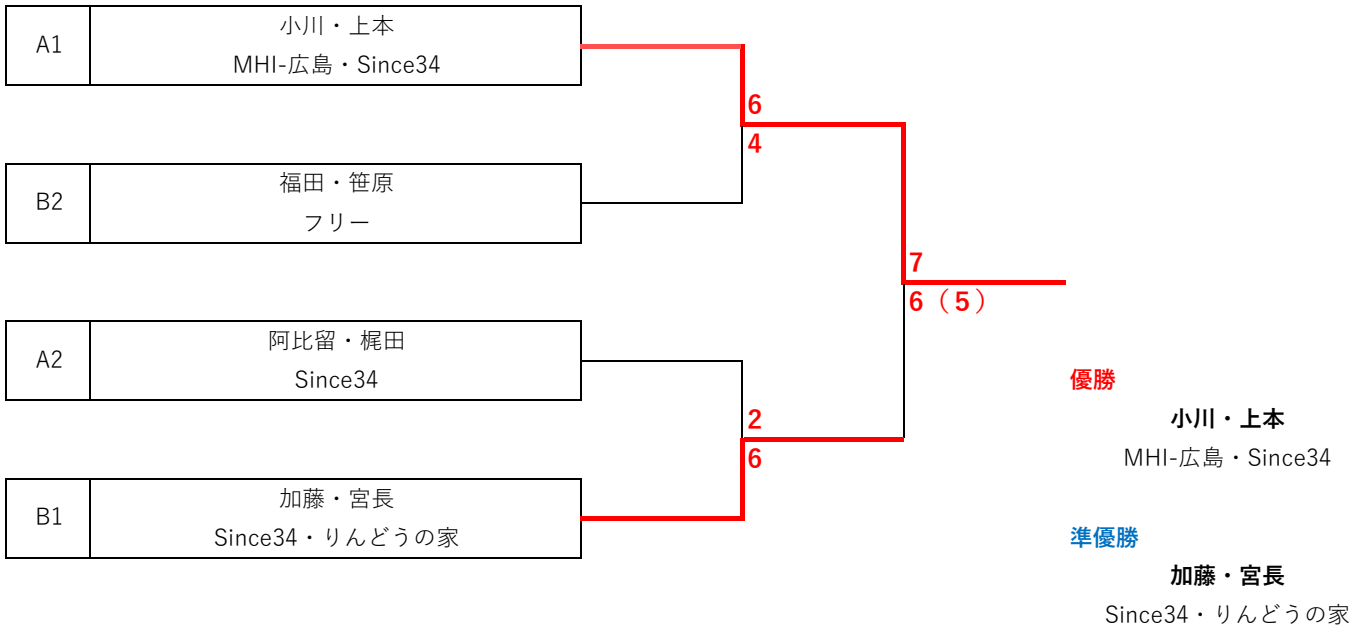 A1
小川・上本
MHI-広島・Since34
6
4
B2
福田・笹原
フリー
7
6（5）
A2
阿比留・梶田
Since34
優勝
小川・上本
MHI-広島・Since34
2
6
B1
加藤・宮長
Since34・りんどうの家
準優勝
加藤・宮長
Since34・りんどうの家